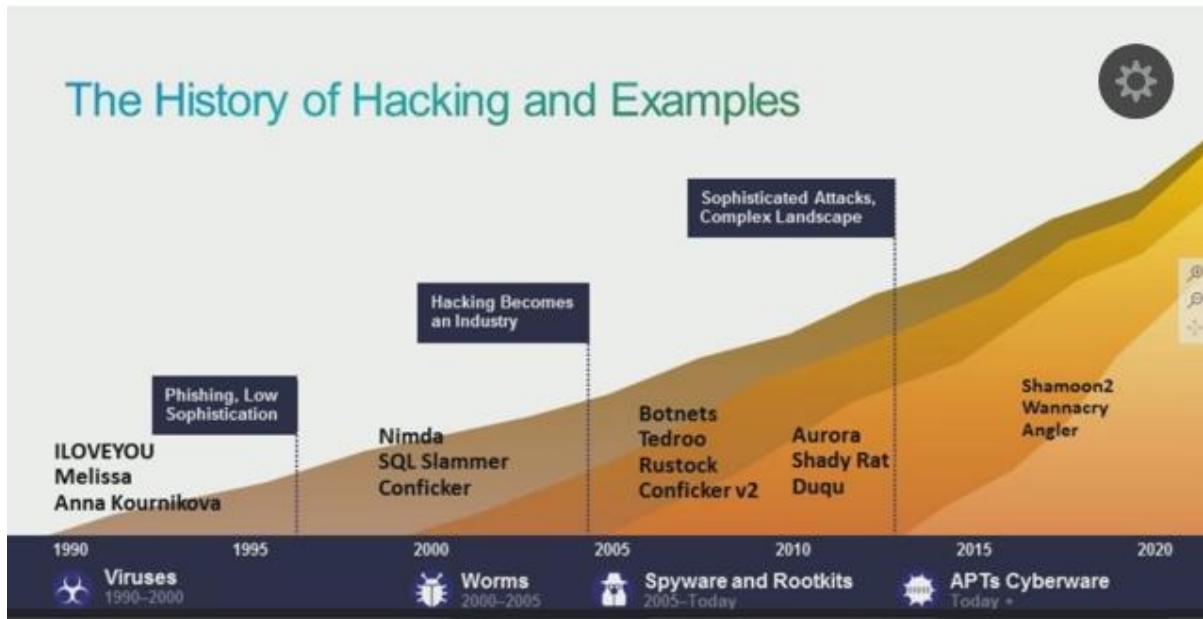 The History of Hacking and Examples
Sophisticated Attacks,
Complex Landscape
Hacking Becomes
an Industry
Phishing, Low
Sophistication
ILOVEYOU
Melissa
Anna Kournikova
Nimda
SQL Slammer
Conficker
Botnets
Tedroo
Rustock
Conficker v2
Aurora
Shady Rat
Duqu
Shamoon2
Wannacry
Angler
1990 1995 2000 2005 2010 2015 2020
Viruses
1990–2000
Worms
2000–2005
Spyware and Rootkits
2005–Today
APTs Cyberware
Today +